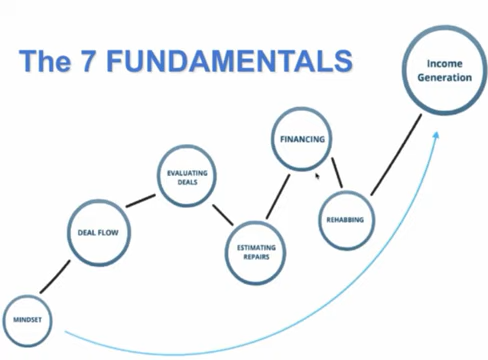 The 7 FUNDAMENTALS
Income
Generation
FINANCING
EVALUATING
DEALS
REHABBING
DEAL FLOW
ESTIMATING
REPAIRS
MINDSET